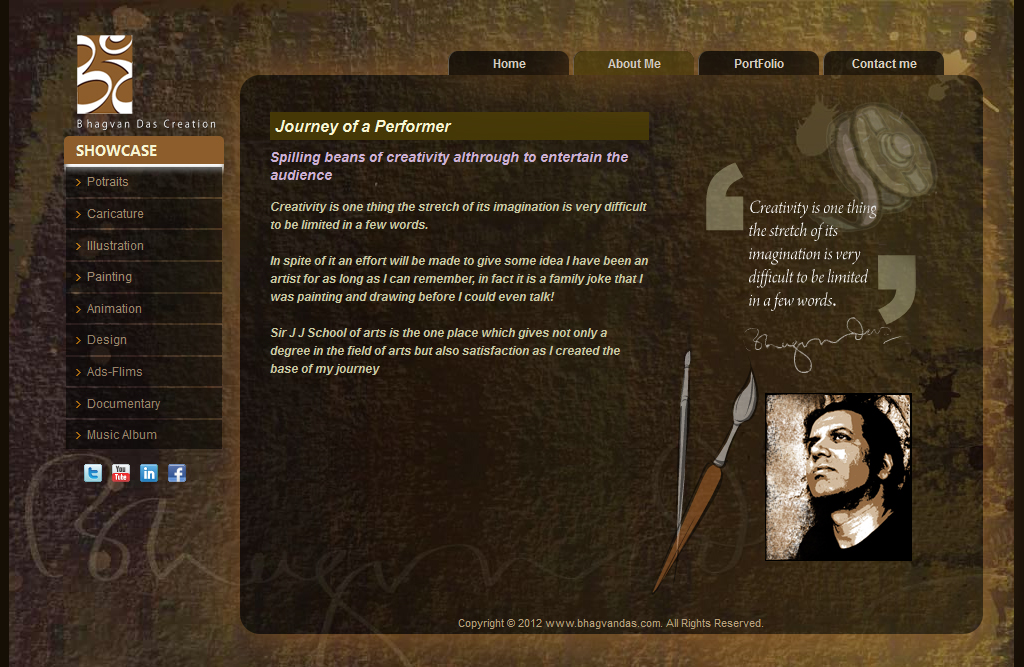 Bhagvan Das Creation
Home
About Me
PortFolio
Contact me
SHOWCASE
Potraits
Caricature
Illustration
Painting
Animation
Design
Ads-Flims
Documentary
Music Album
You
Tube
in
Journey of a Performer
Spilling beans of creativity althrough to entertain the
audience
Creativity is one thing the stretch of its imagination is very difficult
to be limited in a few words.
In spite of it an effort will be made to give some idea I have been an
artist for as long as I can remember, in fact it is a family joke that I
was painting and drawing before I could even talk!
Sir J J School of arts is the one place which gives not only a
degree in the field of arts but also satisfaction as I created the
base of my journey
Creativity is one thing
the stretch of its
imagination is very
difficult to be limited
in a few words.
Copyright © 2012 www.bhagvandas.com. All Rights Reserved.